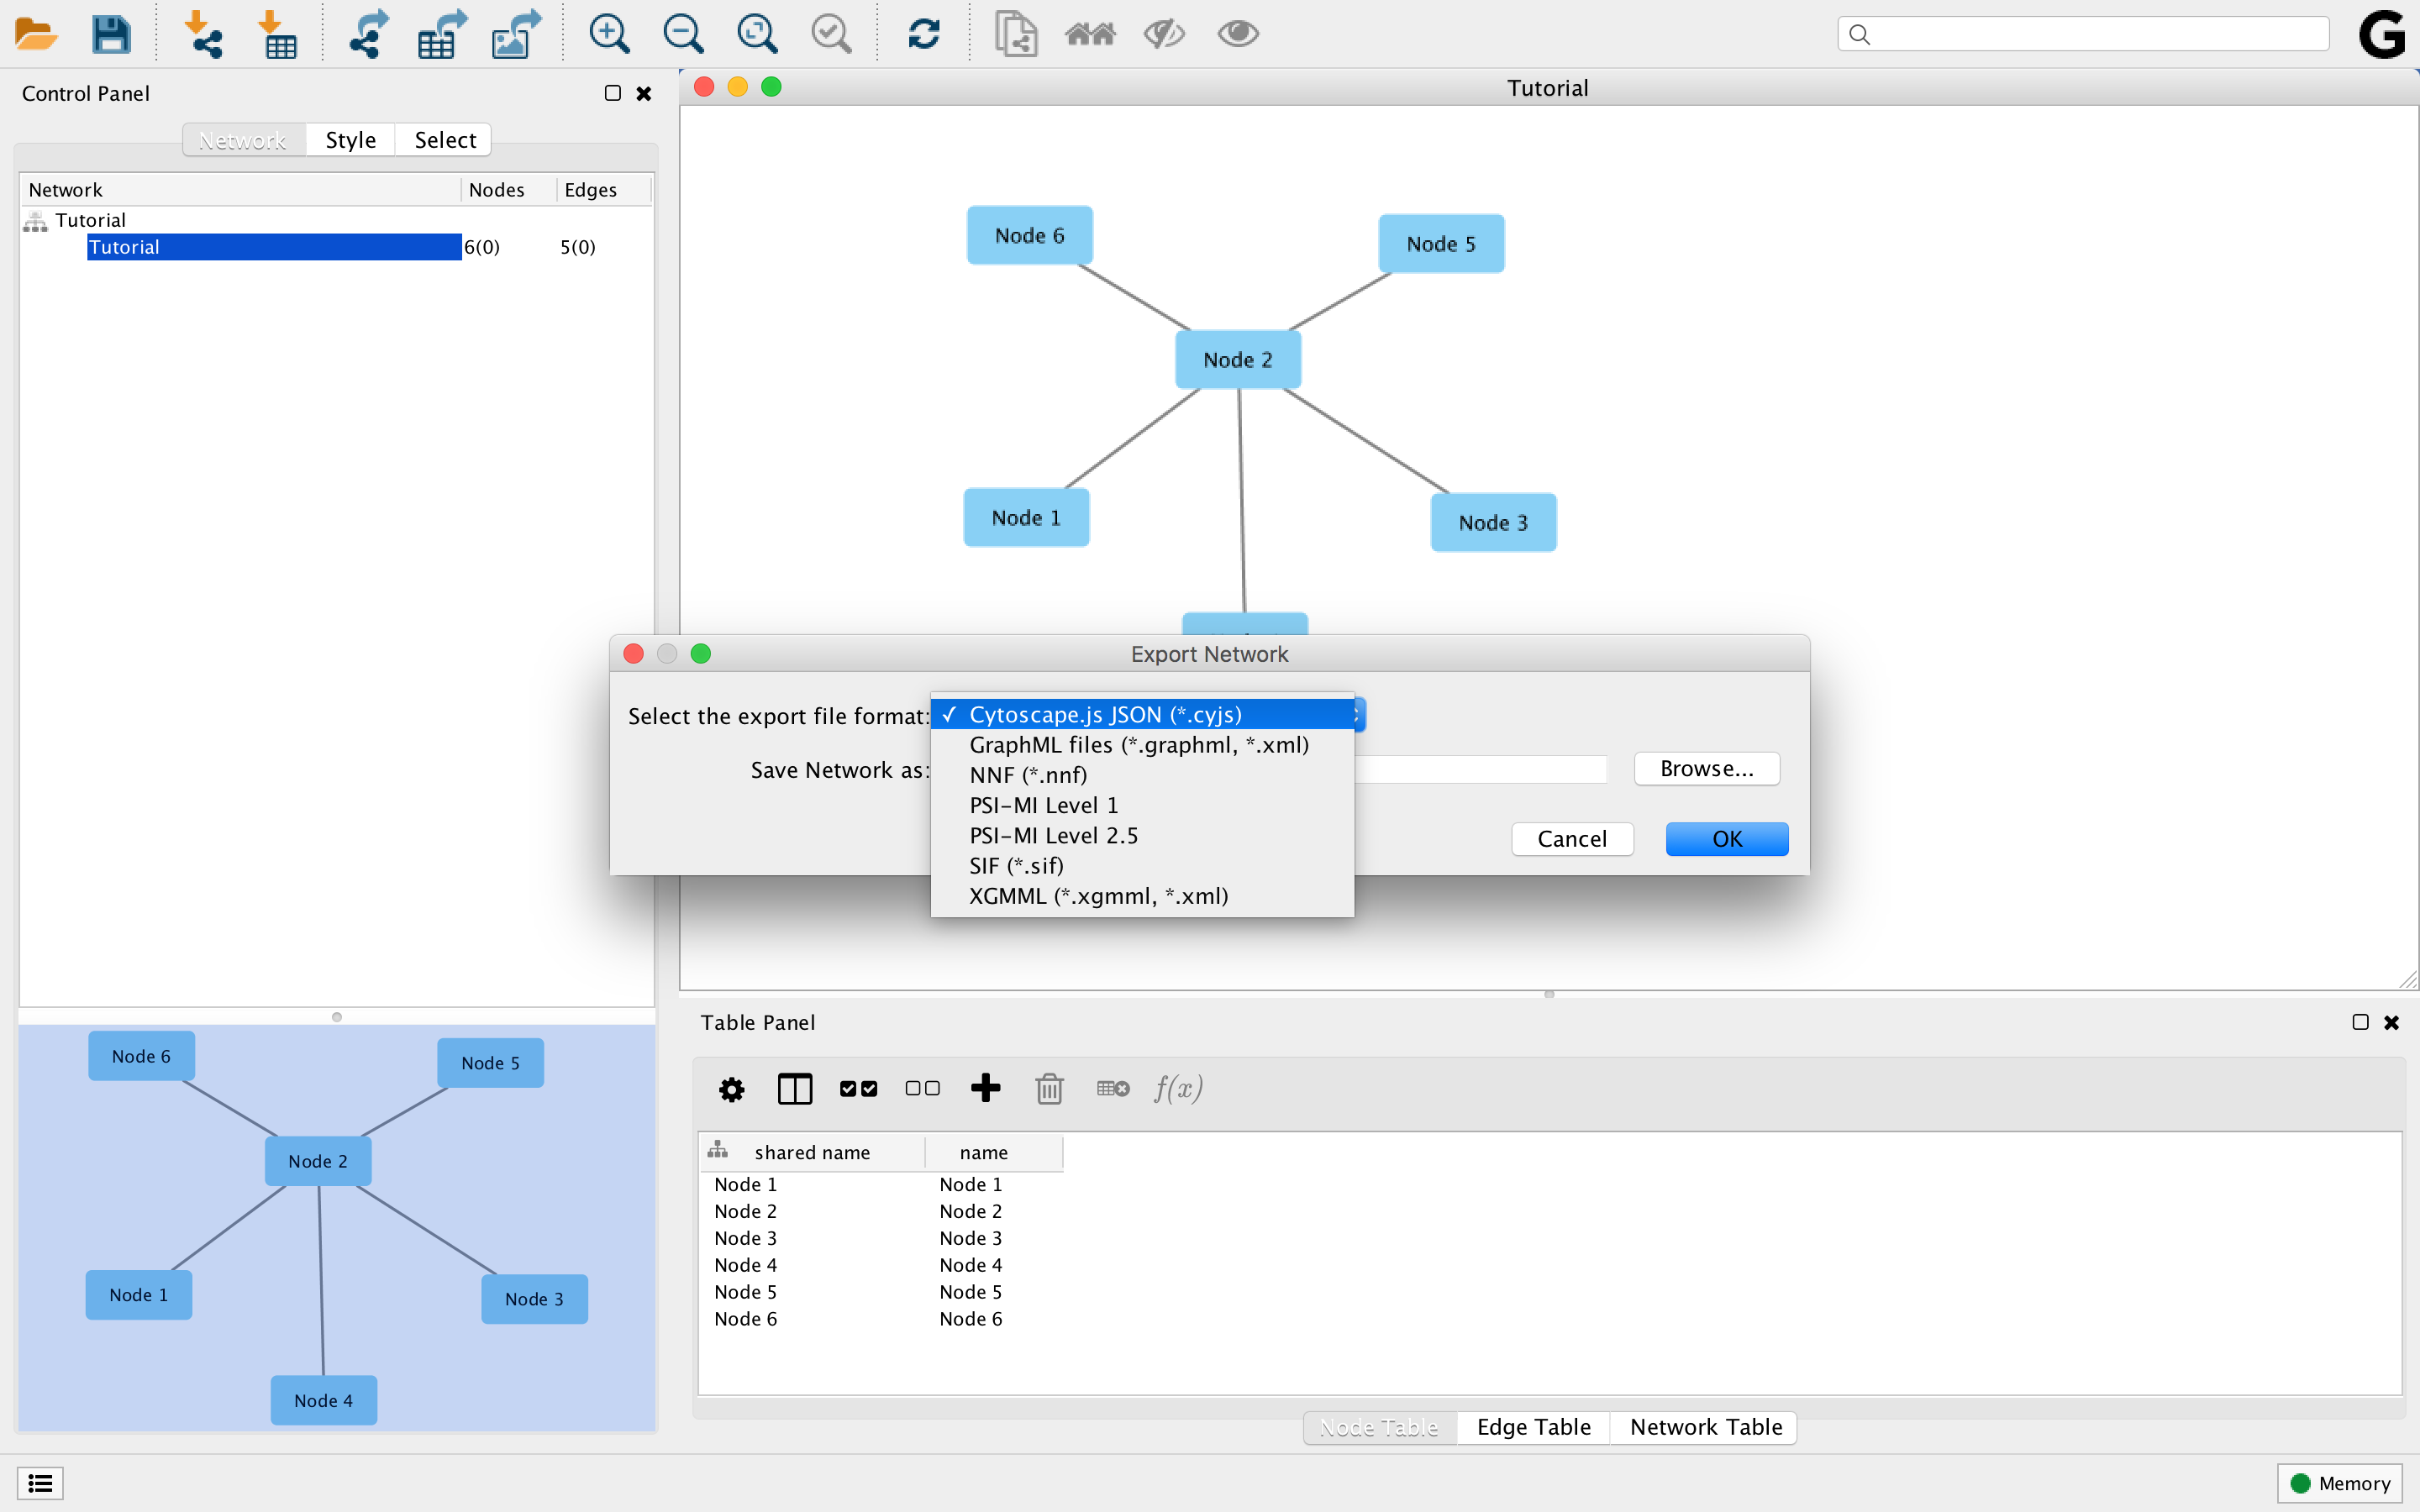 Control Panel
Network Style Select
Network Nodes Edges
Tutorial
Tutorial 6(0) 5(0)
Tutorial
Node 6
Node 5
Node 2
Node 1
Node 3
Export Network
Select the export file format:
✓ Cytoscape.js JSON (*.cyjs)
GraphML files (*.graphml, *.xml)
NNF (*.nnf)
PSI-MI Level 1
PSI-MI Level 2.5
SIF (*.sif)
XGMML (*.xgmml, *.xml)
Save Network as:
Browse...
Cancel OK
Node 6
Node 5
Node 2
Node 1
Node 3
Node 4
Table Panel
f(x)
shared name name
Node 1 Node 1
Node 2 Node 2
Node 3 Node 3
Node 4 Node 4
Node 5 Node 5
Node 6 Node 6
Node Table Edge Table Network Table
Memory
G